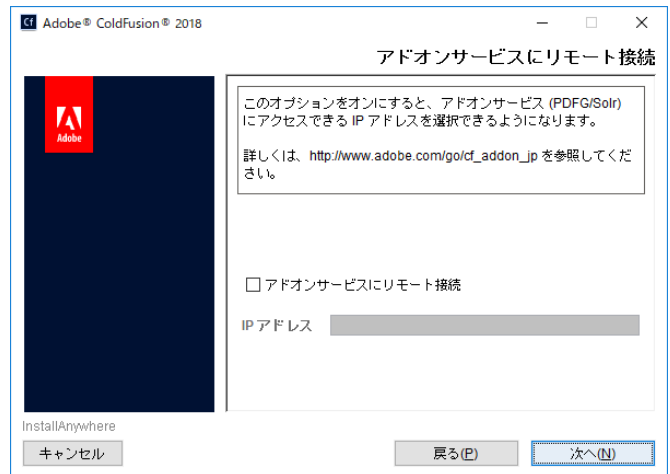 Cf Adobe® ColdFusion® 2018
アドオンサービスにリモート接続
Adobe
このオプションをオンにすると、アドオンサービス (PDFG/Solr)
にアクセスできる IP アドレスを選択できるようになります。
詳しくは、http://www.adobe.com/go/cf_addon_jp を参照してくだ
さい。
アドオンサービスにリモート接続
IP アドレス
InstallAnywhere
キャンセル
戻る(P)
次へ(N)